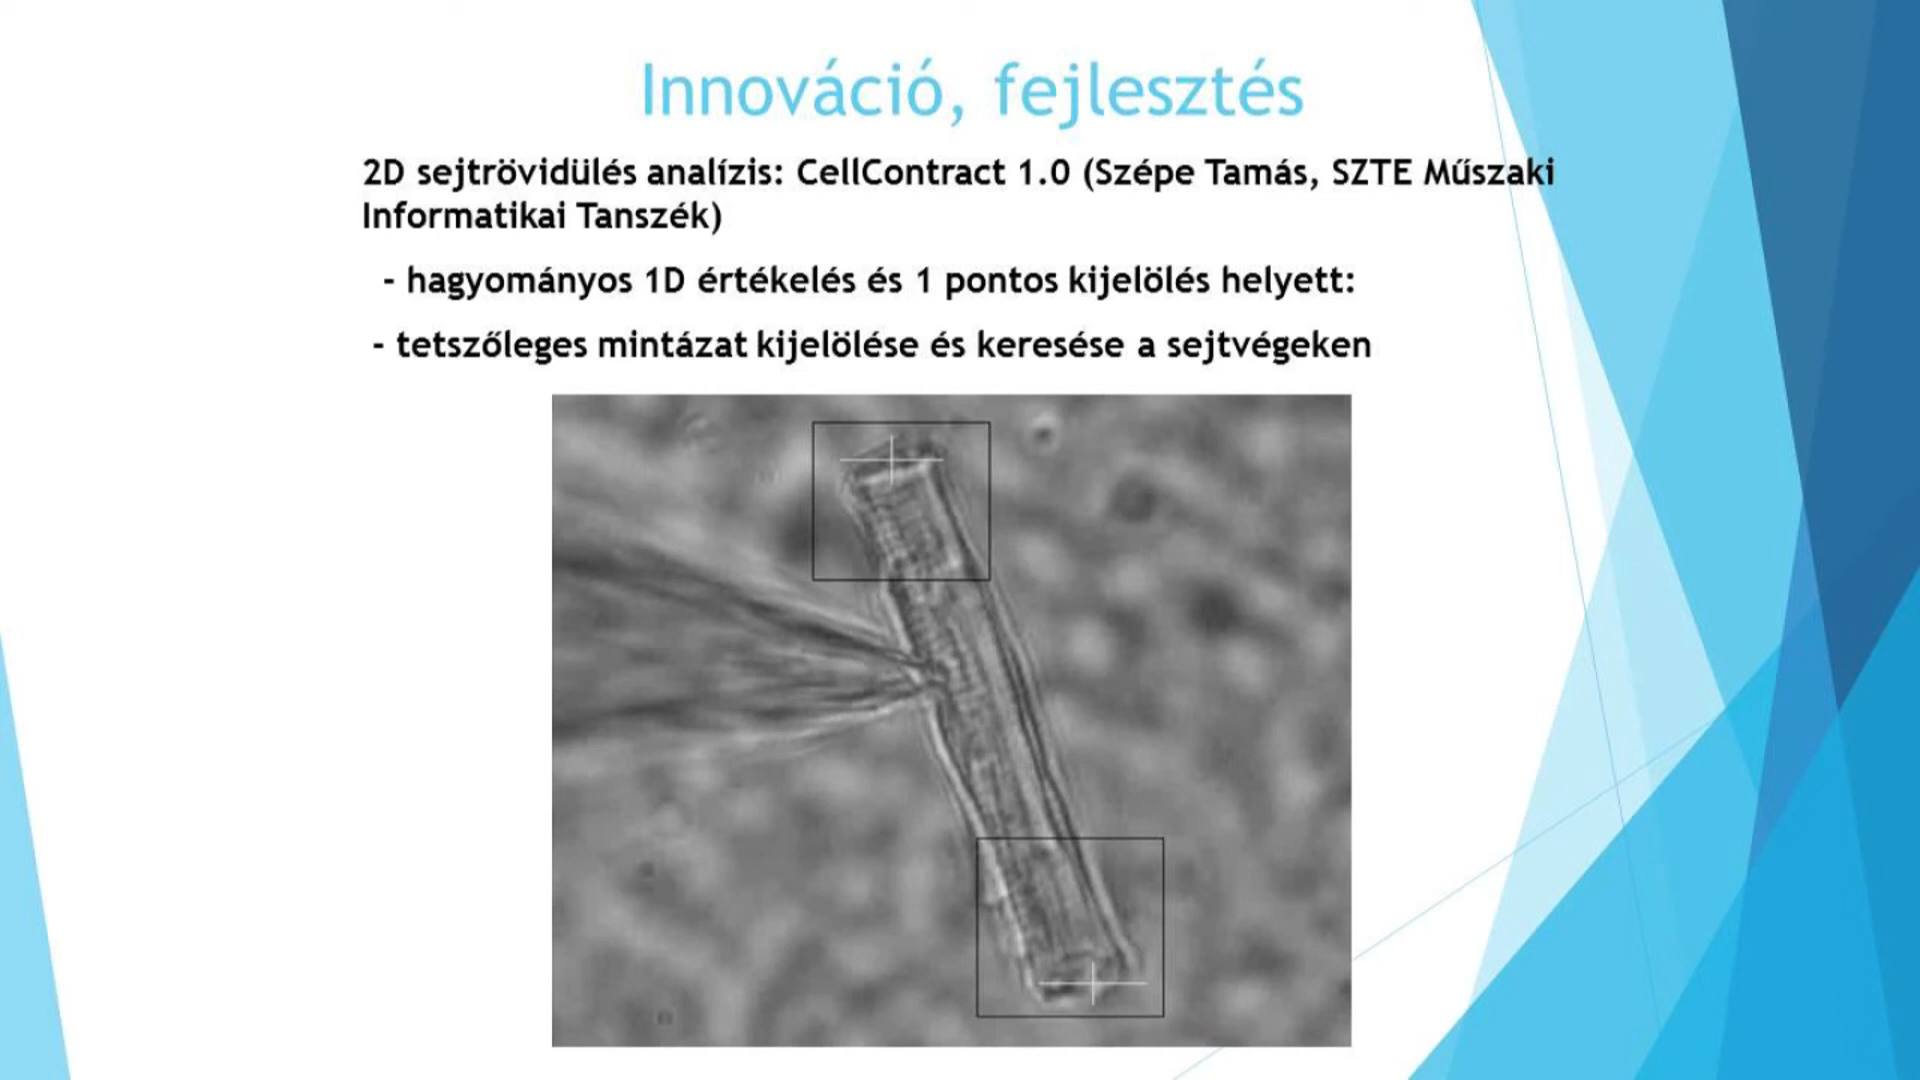 Innováció, fejlesztés
2D sejtrövidülés analízis: CellContract 1.0 (Szépe Tamás, SZTE Műszaki
Informatikai Tanszék)
- hagyományos 1D értékelés és 1 pontos kijelölés helyett:
- tetszőleges mintázat kijelölése és keresése a sejtvégeken